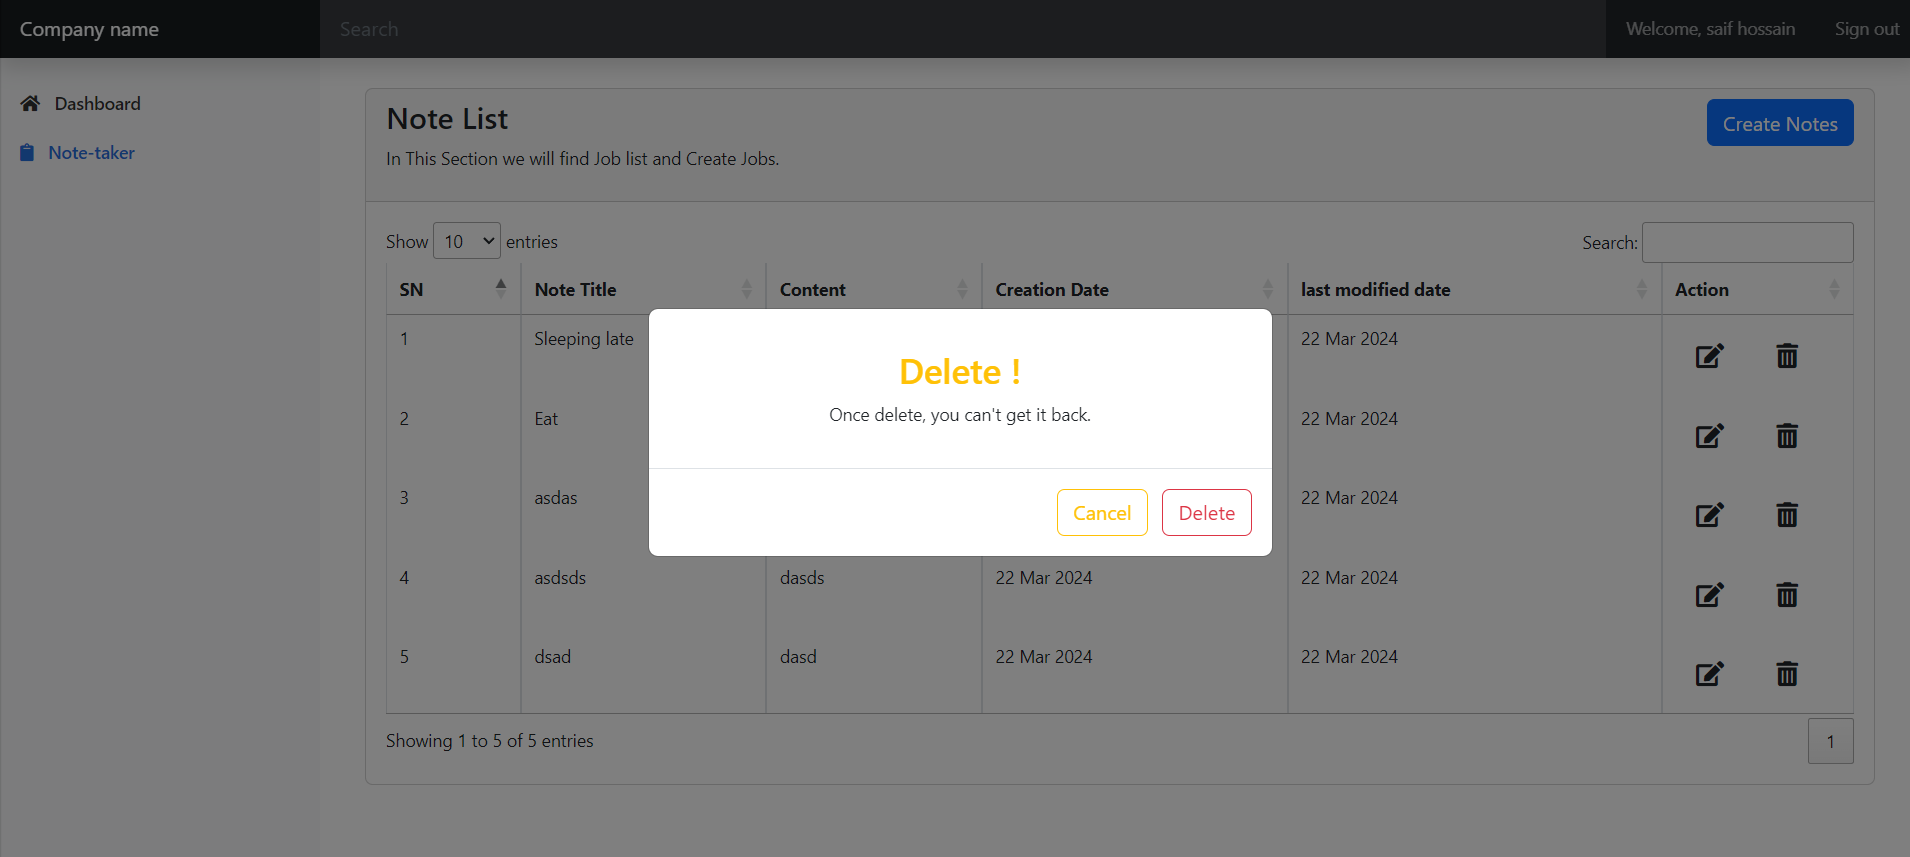 Company name
Search
Welcome, saif hossain
Sign out
Dashboard
Note-taker
Note List
In This Section we will find Job list and Create Jobs.
Create Notes
Show 10 entries
Search:
SN Note Title Content Creation Date last modified date Action
1 Sleeping late 22 Mar 2024
2 Eat 22 Mar 2024
3 asdas 22 Mar 2024
Delete !
Once delete, you can't get it back.
Cancel Delete
4 asdsds dasds 22 Mar 2024 22 Mar 2024
5 dsad dasd 22 Mar 2024 22 Mar 2024
Showing 1 to 5 of 5 entries
1